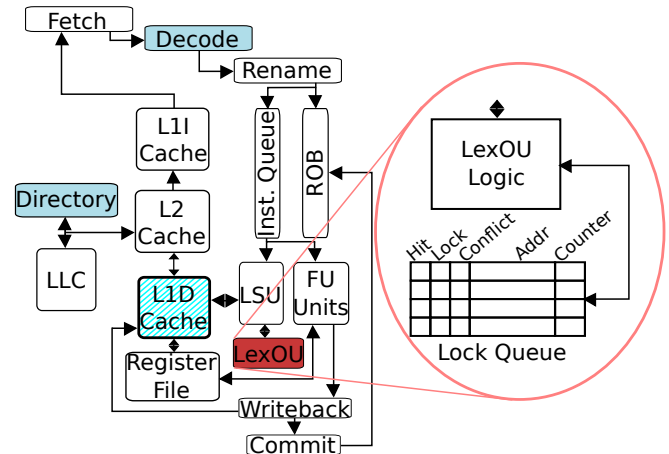 Fetch
Decode
Rename
L1I
Cache
Inst. Queue
ROB
LexOU
Logic
Directory
L2
Cache
Hit
Lock
Conflict
Addr
Counter
LLC
L1D
Cache
LSU
FU
Units
LexOU
Lock Queue
Register
File
Writeback
Commit